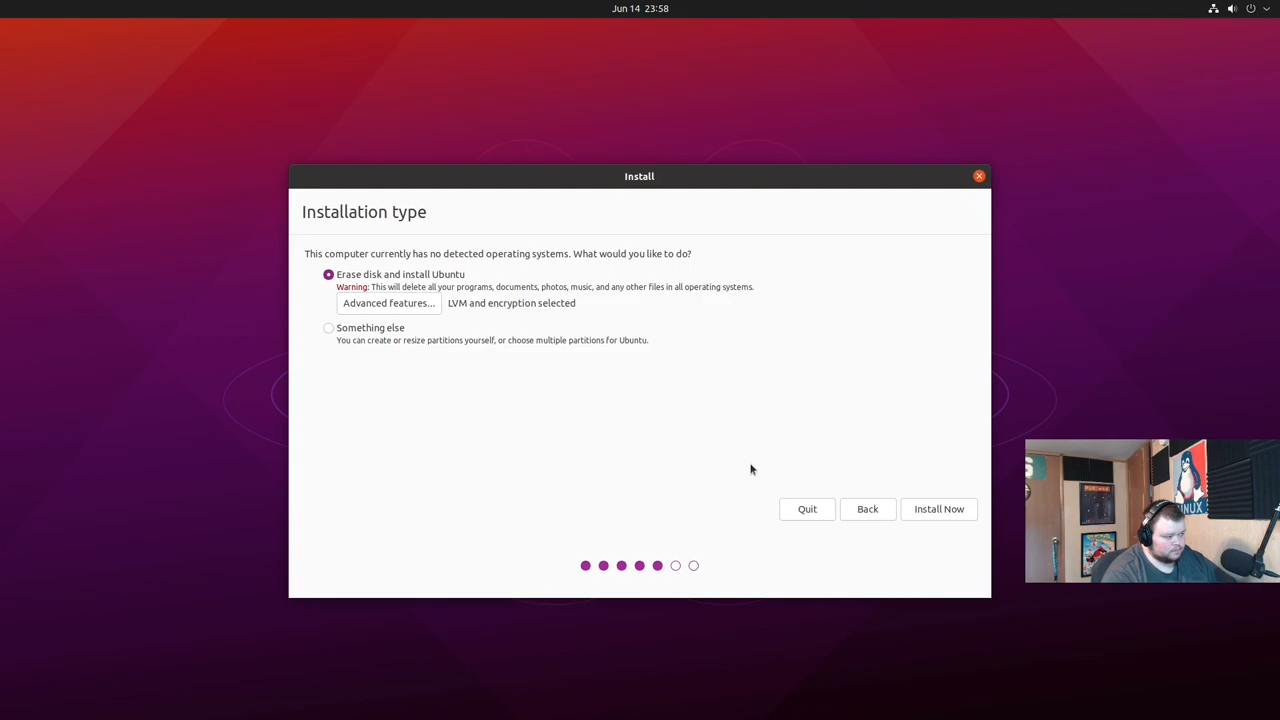 Jun 14 23:58
Install
Installation type
This computer currently has no detected operating systems. What would you like to do?
Erase disk and install Ubuntu
Warning: This will delete all your programs, documents, photos, music, and any other files in all operating systems.
Advanced features... LVM and encryption selected
Something else
You can create or resize partitions yourself, or choose multiple partitions for Ubuntu.
Quit Back Install Now